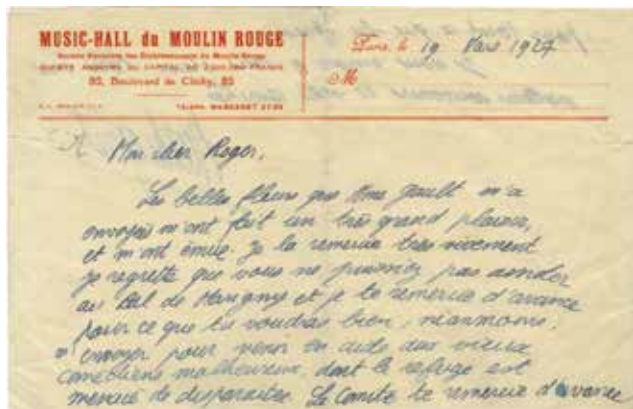 MUSIC-HALL du MOULIN ROUGE
82, Boulevard de Clichy, 82
Paris, le 19 Mars 1927
M
Mon cher Roger,
Les belles fleurs que Mme Gault m'a
envoyées m'ont fait un très grand plaisir,
et m'ont émue. Je la remercie très vivement
je regrette que vous ne puissiez pas assister
au Bal de Marigny et je te remercie d'avance
pour ce que tu voudras bien, néanmoins,
m'envoyer pour venir en aide aux vieux
comédiens malheureux dont le refuge est
menacé de disparaître. Le Comité te remercie d'avance